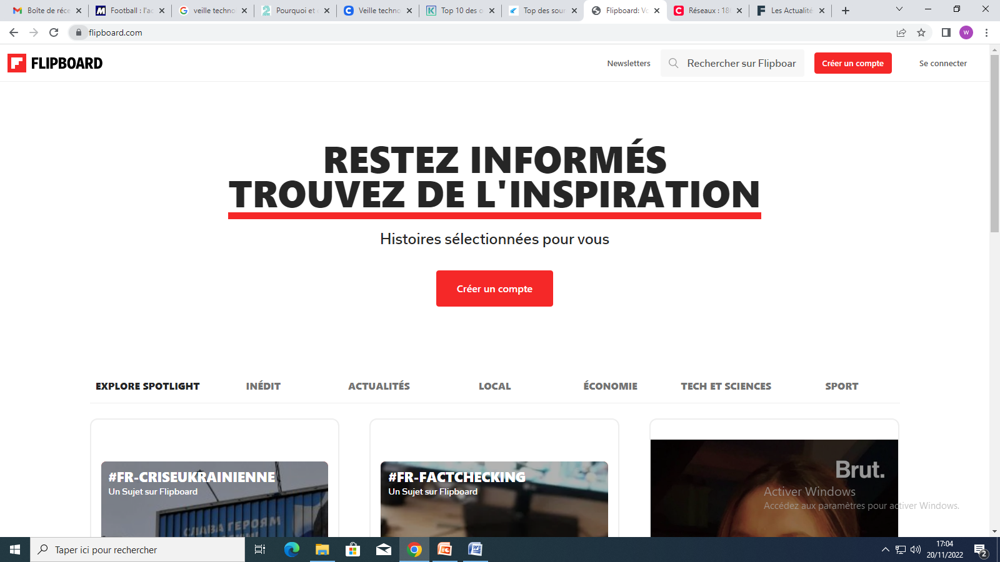 Boîte de réce
Football : l'ac
veille techno
Pourquoi et
Veille techno
Top 10 des o
Top des sour
Flipboard: Vo
Réseaux : 180
Les Actualité
flipboard.com
W
FLIPBOARD
Newsletters
Rechercher sur Flipboar
Créer un compte
Se connecter
RESTEZ INFORMÉS
TROUVEZ DE L'INSPIRATION
Histoires sélectionnées pour vous
Créer un compte
EXPLORE SPOTLIGHT
INÉDIT
ACTUALITÉS
LOCAL
ÉCONOMIE
TECH ET SCIENCES
SPORT
#FR-CRISEUKRAINIENNE
Un Sujet sur Flipboard
СЛАВА ГЕРОЯМ
#FR-FACTCHECKING
Un Sujet sur Flipboard
Brut.
Activer Windows
Accédez aux paramètres pour activer Windows.
Taper ici pour rechercher
17:04
20/11/2022
2